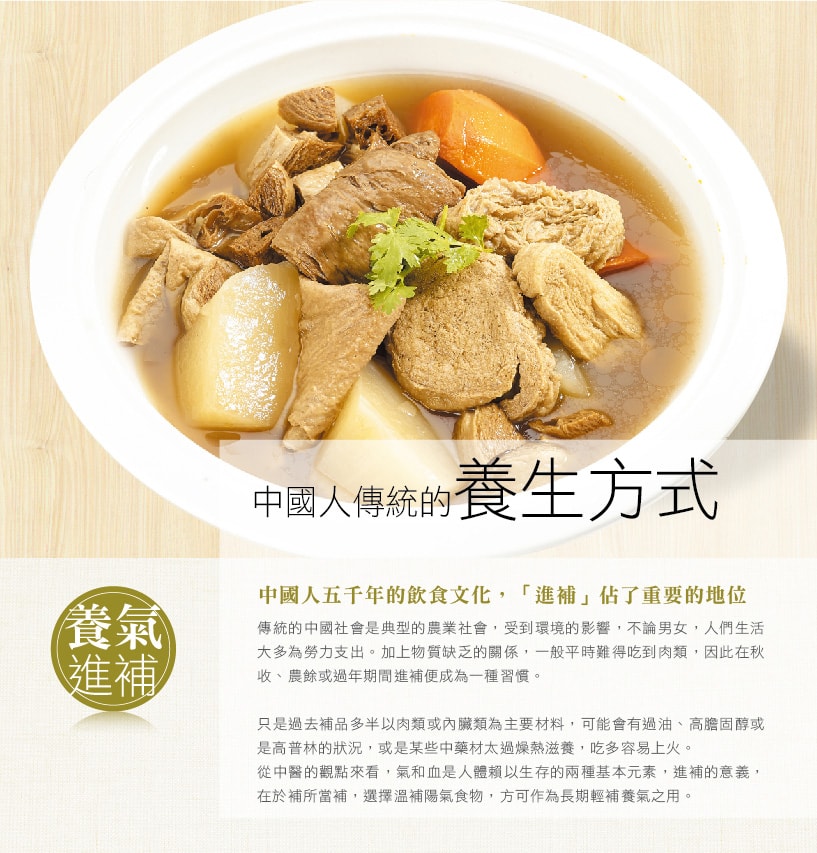 中國人傳統的養生方式
養氣
進補
中國人五千年的飲食文化，「進補」佔了重要的地位
傳統的中國社會是典型的農業社會，受到環境的影響，不論男女，人們生活
大多為勞力支出。加上物質缺乏的關係，一般平時難得吃到肉類，因此在秋
收、農餘或過年期間進補便成為一種習慣。
只是過去補品多半以肉類或內臟類為主要材料，可能會有過油、高膽固醇或
是高普林的狀況，或是某些中藥材太過燥熱滋養，吃多容易上火。
從中醫的觀點來看，氣和血是人體賴以生存的兩種基本元素，進補的意義，
在於補所當補，選擇溫補陽氣食物，方可作為長期輕補養氣之用。